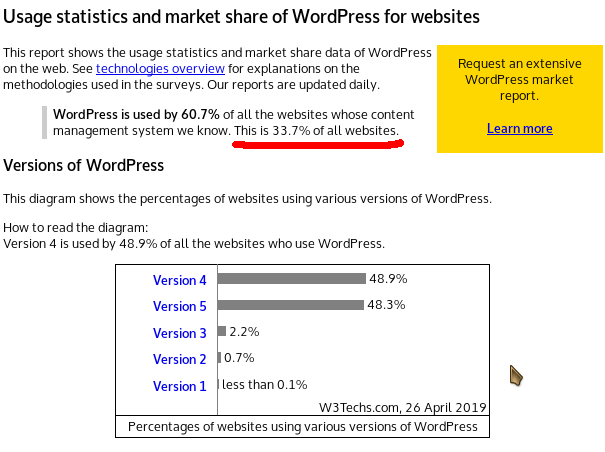 Usage statistics and market share of WordPress for websites
This report shows the usage statistics and market share data of WordPress
on the web. See technologies overview for explanations on the
methodologies used in the surveys. Our reports are updated daily.
Request an extensive
WordPress market
report.
Learn more
WordPress is used by 60.7% of all the websites whose content
management system we know. This is 33.7% of all websites.
Versions of WordPress
This diagram shows the percentages of websites using various versions of WordPress.
How to read the diagram:
Version 4 is used by 48.9% of all the websites who use WordPress.
Version 4 48.9%
Version 5 48.3%
Version 3 2.2%
Version 2 0.7%
Version 1 less than 0.1%
W3Techs.com, 26 April 2019
Percentages of websites using various versions of WordPress